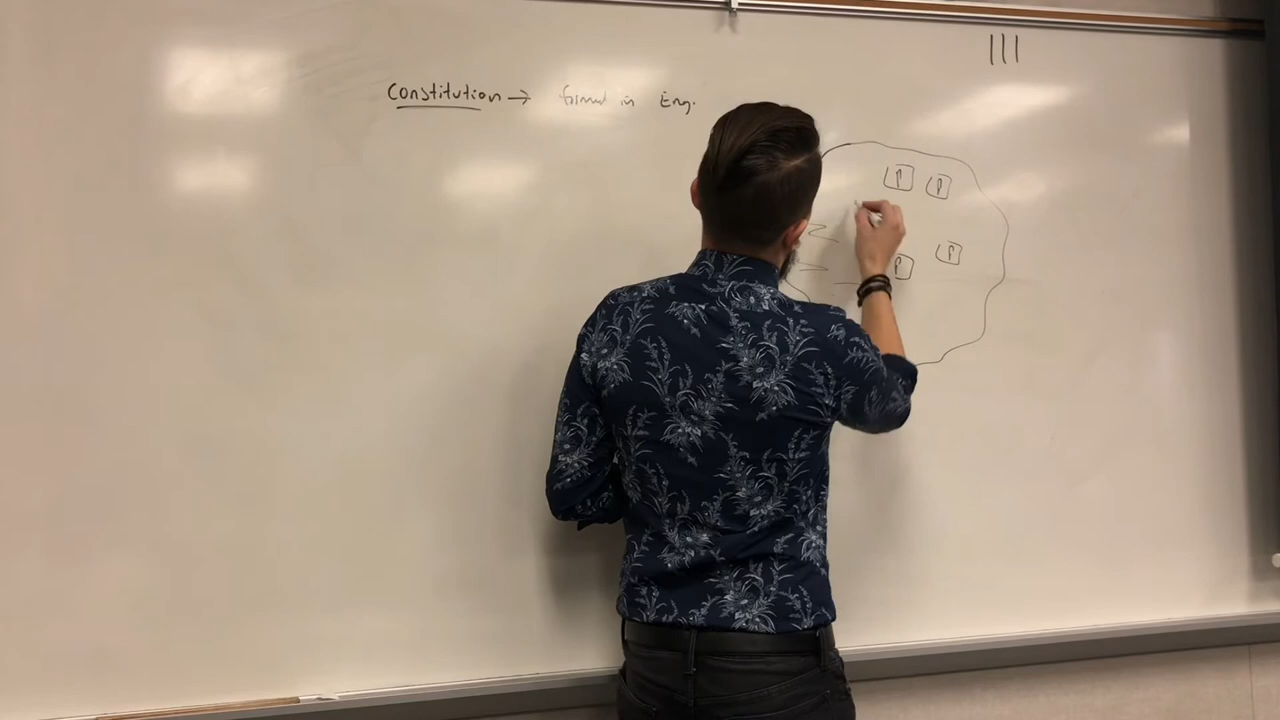 Constitution → formed in Eng.
|||
P P
P P